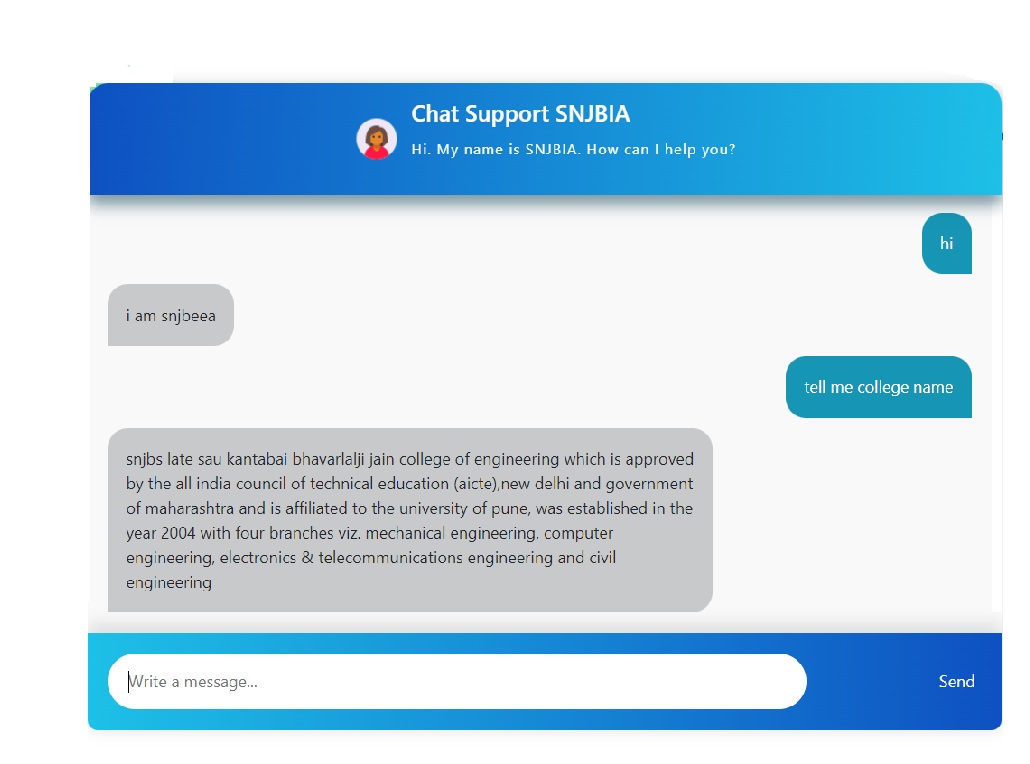 Chat Support SNJBIA
Hi. My name is SNJBIA. How can I help you?
hi
i am snjbeea
tell me college name
snjbs late sau kantabai bhavarlalji jain college of engineering which is approved
by the all india council of technical education (aicte),new delhi and government
of maharashtra and is affiliated to the university of pune, was established in the
year 2004 with four branches viz. mechanical engineering. computer
engineering, electronics & telecommunications engineering and civil
engineering
Write a message...
Send